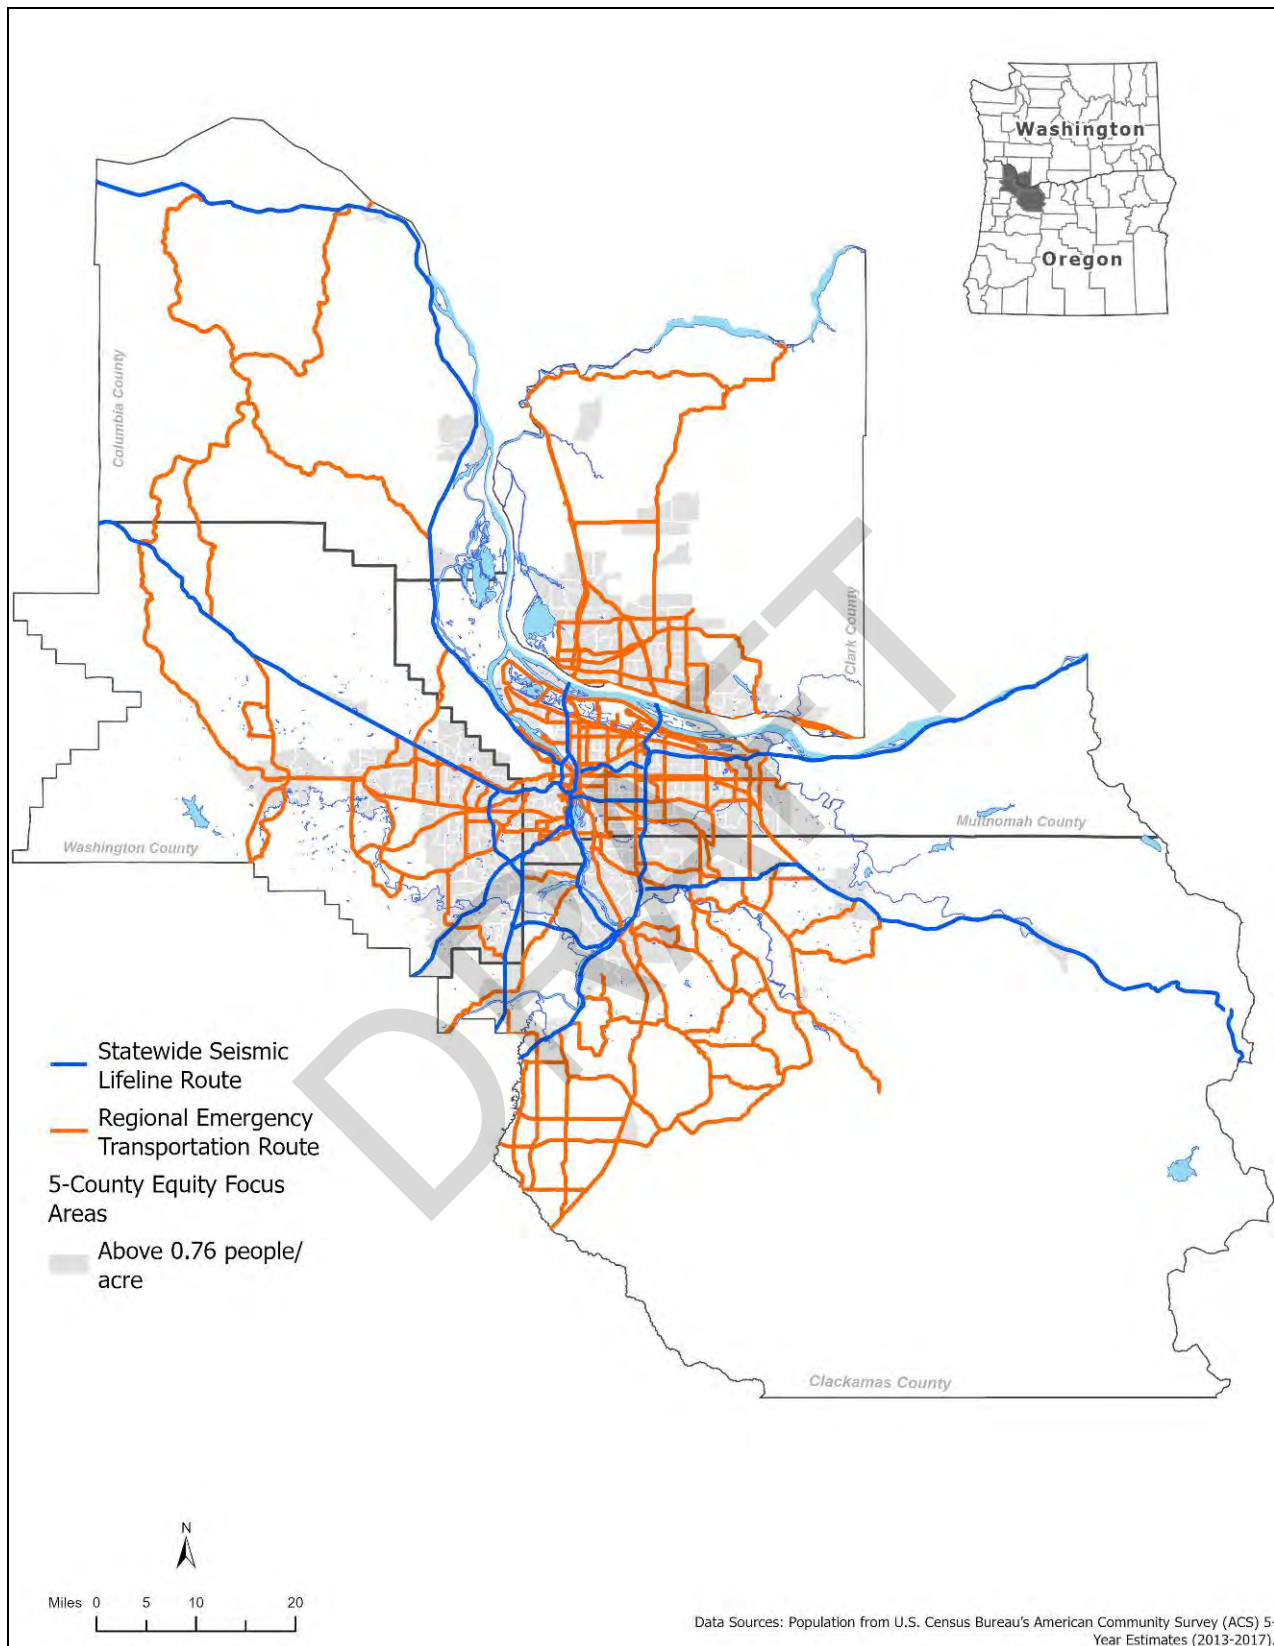 Washington
Oregon
Columbia County
Clark County
Multnomah County
Washington County
Clackamas County
DRAFT
Statewide Seismic
Lifeline Route
Regional Emergency
Transportation Route
5-County Equity Focus
Areas
Above 0.76 people/
acre
N
Miles 0 5 10 20
Data Sources: Population from U.S. Census Bureau's American Community Survey (ACS) 5-
Year Estimates (2013-2017)